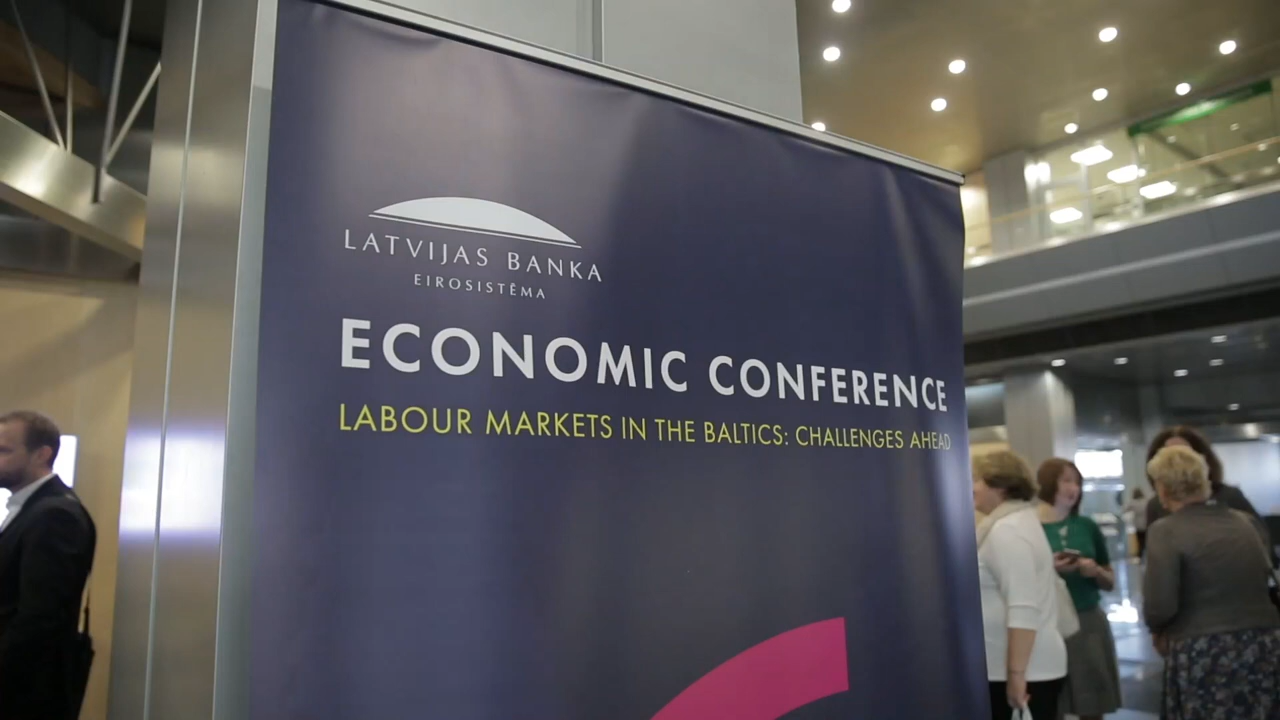 LATVIJAS BANKA
EIROSISTĒMA
ECONOMIC CONFERENCE
LABOUR MARKETS IN THE BALTICS: CHALLENGES AHEAD